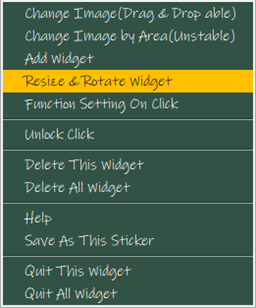 Change Image(Drag & Drop able)
Change Image by Area(Unstable)
Add Widget
Resize & Rotate Widget
Function Setting On Click
Unlock Click
Delete This Widget
Delete All Widget
Help
Save As This Sticker
Quit This Widget
Quit All Widget